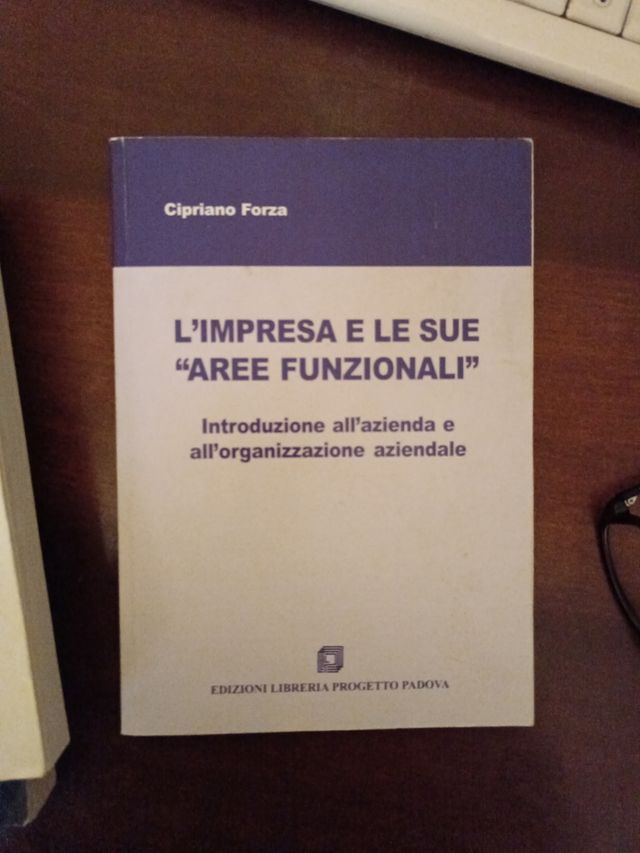 Cipriano Forza
L'IMPRESA E LE SUE
“AREE FUNZIONALI”
Introduzione all'azienda e
all'organizzazione aziendale
EDIZIONI LIBRERIA PROGETTO PADOVA